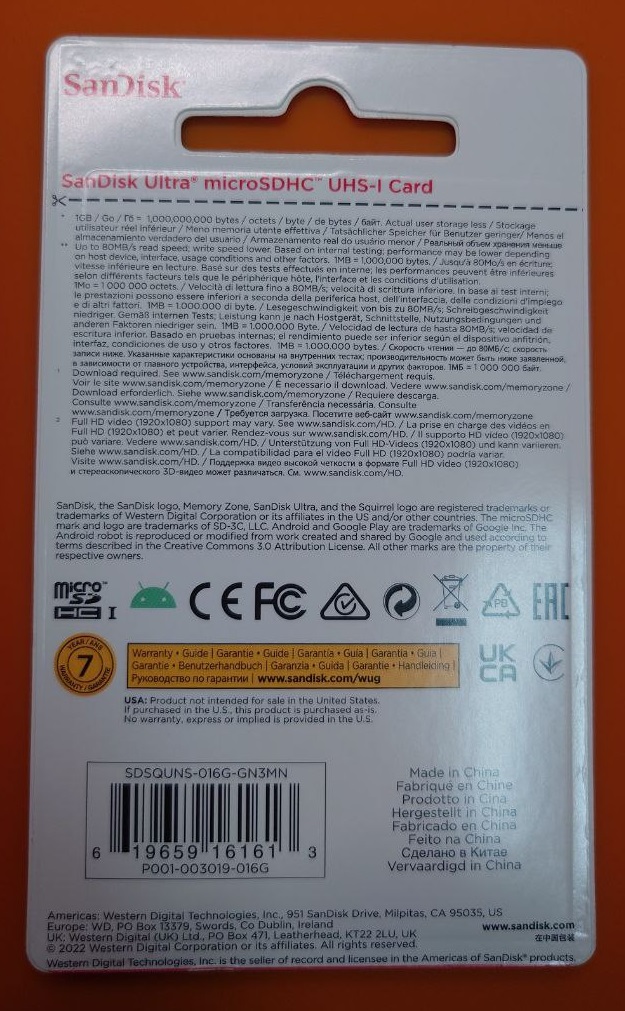 SanDisk®
SanDisk Ultra® microSDHC™ UHS-I Card
* 1GB / Go / Гб = 1,000,000,000 bytes / octets / byte / de bytes / байт. Actual user storage less / Stockage
utilisateur réel inférieur / Meno memoria utente effettiva / Tatsächlicher Speicher für Benutzer geringer/ Menos el
almacenamiento verdadero del usuario / Armazenamento real do usuário menor / Реальный объем хранения меньше
** Up to 80MB/s read speed; write speed lower. Based on internal testing; performance may be lower depending
on host device, interface, usage conditions and other factors. 1MB = 1,000,000 bytes. / Jusqu'à 80Mo/s en écriture;
vitesse inférieure en lecture. Base sur des tests effectués en interne; les performances peuvent être inférieures
selon différents facteurs tels que le périphérique hôte, l'interface et les conditions d'utilisation.
1Mo = 1 000 000 octets. / Velocità di lettura fino a 80MB/s; velocità di scrittura inferiore. In base ai test interni;
le prestazioni possono essere inferiori a seconda della periferica host, dell'interfaccia, delle condizioni d'impiego
e di altri fattori. 1MB = 1.000.000 di byte. / Lesegeschwindigkeit von bis zu 80MB/s; Schreibgeschwindigkeit
niedriger. Gemäß internen Tests; Leistung kann je nach Hostgerät, Schnittstelle, Nutzungsbedingungen und
anderen Faktoren niedriger sein. 1MB = 1.000.000 Byte. / Velocidad de lectura de hasta 80MB/s; velocidad de
escritura inferior. Basado en pruebas internas; el rendimiento puede ser inferior según el dispositivo anfitrión,
interfaz, condiciones de uso y otros factores. 1MB = 1.000.000 bytes. / Скорость чтения — до 80Мб/с; скорость
записи ниже. Указанные характеристики основаны на внутренних тестах; производительность может быть ниже заявленной,
в зависимости от главного устройства, интерфейса, условий эксплуатации и других факторов. 1МБ = 1 000 000 байт.
1 Download required. See www.sandisk.com/memoryzone / Téléchargement requis.
Voir le site www.sandisk.com/memoryzone / È necessario il download. Vedere www.sandisk.com/memoryzone /
Download erforderlich. Siehe www.sandisk.com/memoryzone / Requiere descarga.
Consulte www.sandisk.com/memoryzone / Transferência necessária. Consulte
www.sandisk.com/memoryzone / Требуется загрузка. Посетите веб-сайт www.sandisk.com/memoryzone
2 Full HD video (1920x1080) support may vary. See www.sandisk.com/HD. / La prise en charge des vidéos en
Full HD (1920x1080) et peut varier. Rendez-vous sur www.sandisk.com/HD. / Il supporto HD video (1920x1080)
può variare. Vedere www.sandisk.com/HD. / Unterstützung von Full HD-Videos (1920x1080) und kann variieren.
Siehe www.sandisk.com/HD. / La compatibilidad para el video Full HD (1920x1080) podría variar.
Visite www.sandisk.com/HD. / Поддержка видео высокой четкости в формате Full HD video (1920x1080)
и стереоскопического 3D-видео может различаться. См. www.sandisk.com/HD.
SanDisk, the SanDisk logo, Memory Zone, SanDisk Ultra, and the Squirrel logo are registered trademarks or
trademarks of Western Digital Corporation or its affiliates in the US and/or other countries. The microSDHC
mark and logo are trademarks of SD-3C, LLC. Android and Google Play are trademarks of Google Inc. The
Android robot is reproduced or modified from work created and shared by Google and used according to
terms described in the Creative Commons 3.0 Attribution License. All other marks are the property of their
respective owners.
micro SD HC I CE FC PB EAC
YEAR / ANS 7 WARRANTY / GARANTIE
Warranty • Guide | Garantie • Guide | Garantía • Guía | Garantia • Guia |
Garantie • Benutzerhandbuch | Garanzia • Guida | Garantie • Handleiding |
Руководство по гарантии | www.sandisk.com/wug
UK
CA
USA: Product not intended for sale in the United States.
If purchased in the U.S., this product is purchased as-is.
No warranty, express or implied is provided in the U.S.
SDSQUNS-016G-GN3MN
6 19659 16161 3
P001-003019-016G
Made in China
Fabriqué en Chine
Prodotto in Cina
Hergestellt in China
Fabricado en China
Feito na China
Сделано в Китае
Vervaardigd in China
Americas: Western Digital Technologies, Inc., 951 SanDisk Drive, Milpitas, CA 95035, US
Europe: WD, PO Box 13379, Swords, Co Dublin, Ireland
UK: Western Digital (UK) Ltd., PO Box 471, Leatherhead, KT22 2LU, UK
© 2022 Western Digital Corporation or its affiliates. All rights reserved.
Western Digital Technologies, Inc. is the seller of record and licensee in the Americas of SanDisk® products.
www.sandisk.com
在中国包装